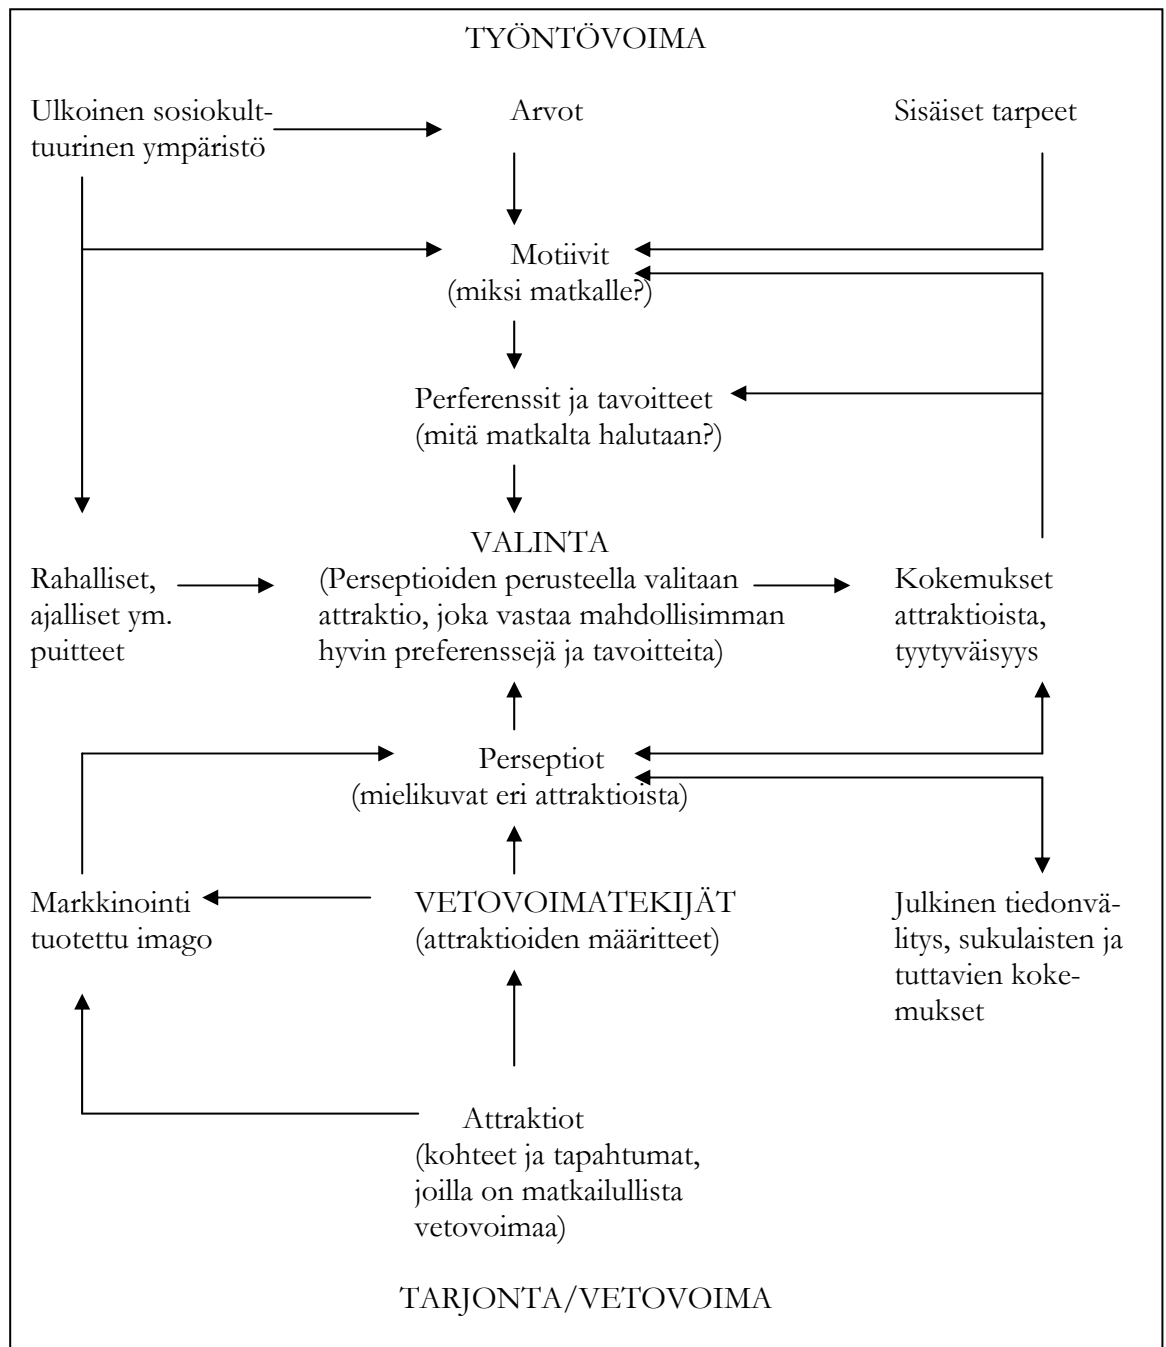 TYÖNTÖVOIMA
Ulkoinen sosiokult-
tuurinen ympäristö
Arvot
Sisäiset tarpeet
Motiivit
(miksi matkalle?)
Perferenssit ja tavoitteet
(mitä matkalta halutaan?)
Rahalliset,
ajalliset ym.
puitteet
VALINTA
(Perseptioiden perusteella valitaan
attraktio, joka vastaa mahdollisimman
hyvin preferenssejä ja tavoitteita)
Kokemukset
attraktioista,
tyytyväisyys
Perseptiot
(mielikuvat eri attraktioista)
Markkinointi
tuotettu imago
VETOVOIMATEKIJÄT
(attraktioiden määritteet)
Julkinen tiedonvä-
litys, sukulaisten ja
tuttavien koke-
mukset
Attraktiot
(kohteet ja tapahtumat,
joilla on matkailullista
vetovoimaa)
TARJONTA/VETOVOIMA